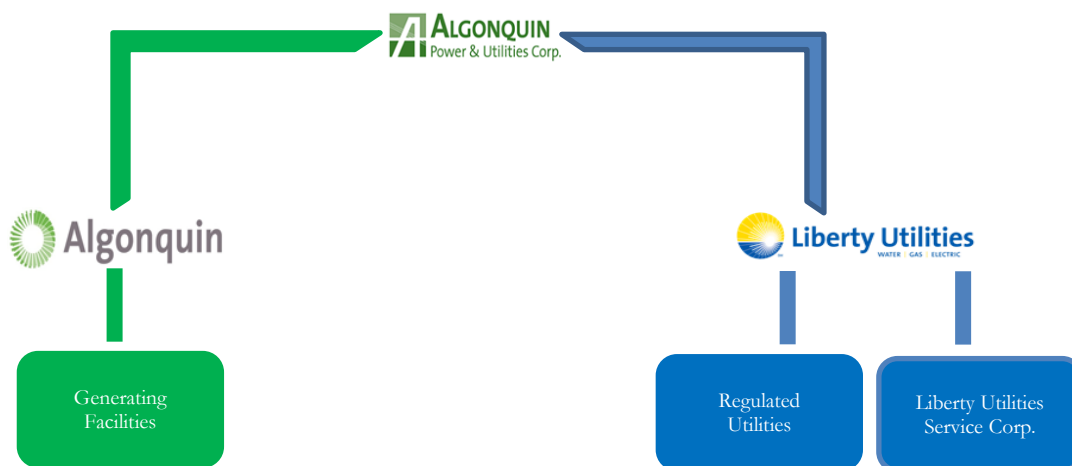 ALGONQUIN
Power & Utilities Corp.
Algonquin
Liberty Utilities
WATER | GAS | ELECTRIC
Generating
Facilities
Regulated
Utilities
Liberty Utilities
Service Corp.